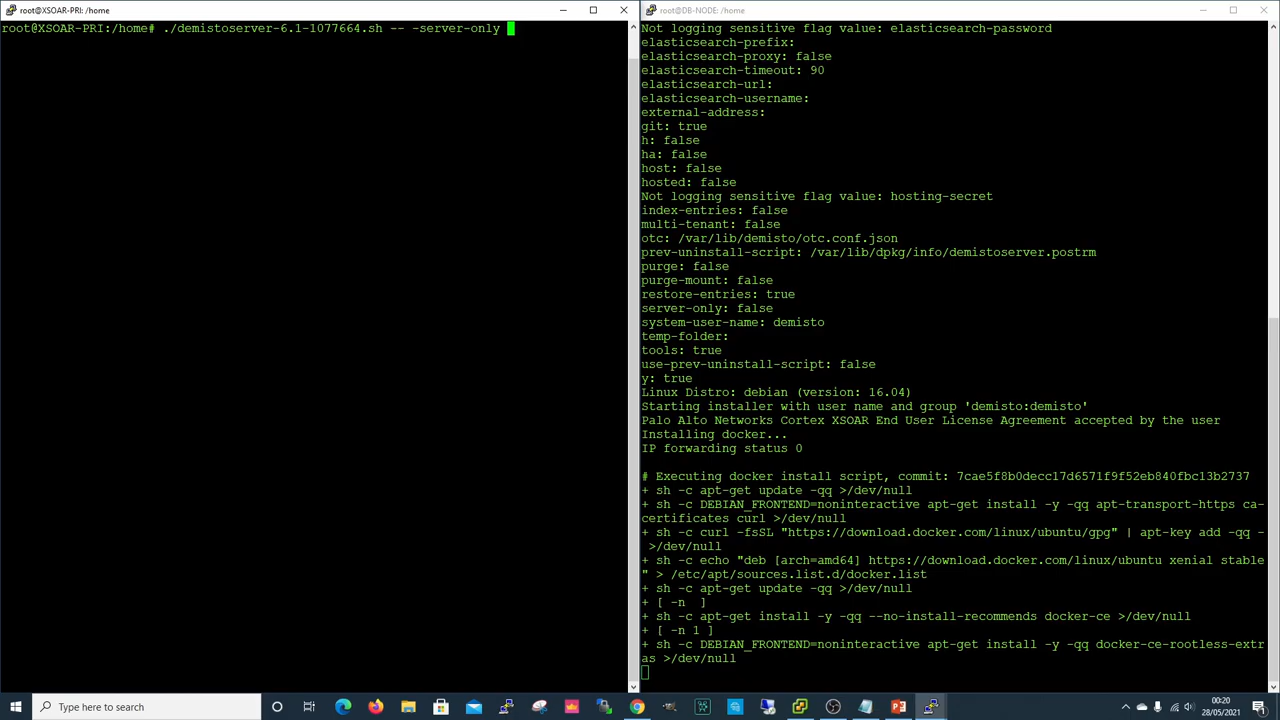 root@XSOAR-PRI: /home
root@XSOAR-PRI:/home# ./demistoserver-6.1-1077664.sh -- -server-only
root@DB-NODE: /home
Not logging sensitive flag value: elasticsearch-password
elasticsearch-prefix:
elasticsearch-proxy: false
elasticsearch-timeout: 90
elasticsearch-url:
elasticsearch-username:
external-address:
git: true
h: false
ha: false
host: false
hosted: false
Not logging sensitive flag value: hosting-secret
index-entries: false
multi-tenant: false
otc: /var/lib/demisto/otc.conf.json
prev-uninstall-script: /var/lib/dpkg/info/demistoserver.postrm
purge: false
purge-mount: false
restore-entries: true
server-only: false
system-user-name: demisto
temp-folder:
tools: true
use-prev-uninstall-script: false
y: true
Linux Distro: debian (version: 16.04)
Starting installer with user name and group 'demisto:demisto'
Palo Alto Networks Cortex XSOAR End User License Agreement accepted by the user
Installing docker...
IP forwarding status 0
# Executing docker install script, commit: 7cae5f8b0decc17d6571f9f52eb840fbc13b2737
+ sh -c apt-get update -qq >/dev/null
+ sh -c DEBIAN_FRONTEND=noninteractive apt-get install -y -qq apt-transport-https ca-
certificates curl >/dev/null
+ sh -c curl -fsSL "https://download.docker.com/linux/ubuntu/gpg" | apt-key add -qq -
>/dev/null
+ sh -c echo "deb [arch=amd64] https://download.docker.com/linux/ubuntu xenial stable
" > /etc/apt/sources.list.d/docker.list
+ sh -c apt-get update -qq >/dev/null
+ [ -n  ]
+ sh -c apt-get install -y -qq --no-install-recommends docker-ce >/dev/null
+ [ -n 1 ]
+ sh -c DEBIAN_FRONTEND=noninteractive apt-get install -y -qq docker-ce-rootless-extr
as >/dev/null
Type here to search
00:20
28/05/2021